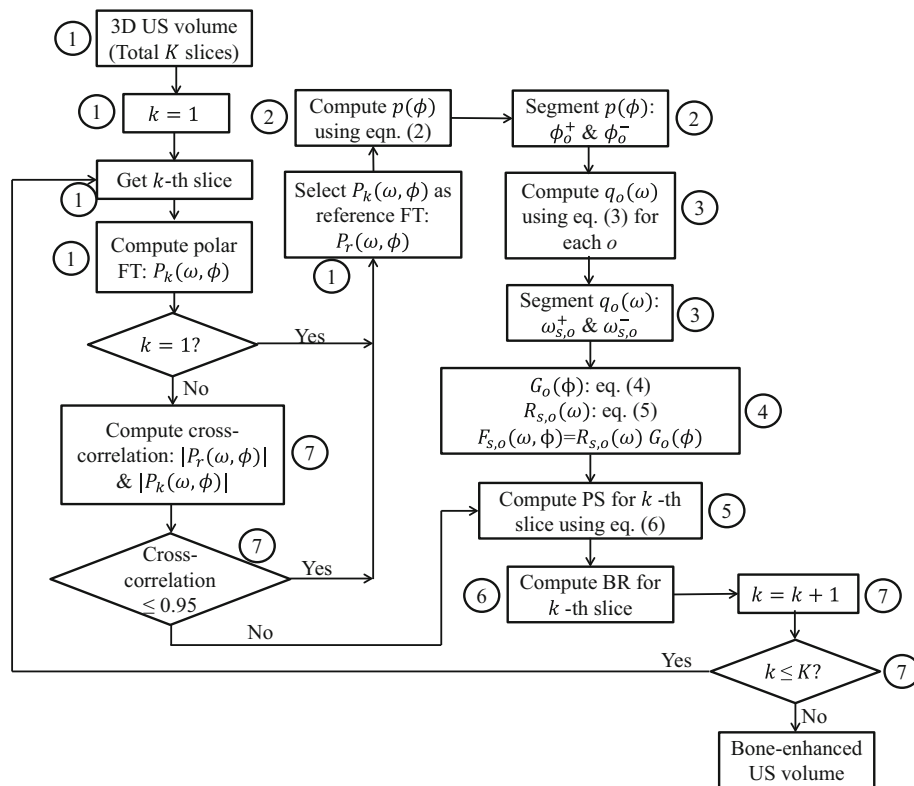 1
3D US volume
(Total K slices)
1
k = 1
1
Get k-th slice
1
Compute polar
FT: P_k(ω, ϕ)
k = 1?
Yes
No
Compute cross-
correlation: |P_r(ω, ϕ)|
& |P_k(ω, ϕ)|
7
Cross-
correlation
≤ 0.95
7
Yes
No
Select P_k(ω, ϕ) as
reference FT:
P_r(ω, ϕ)
1
2
Compute p(ϕ)
using eqn. (2)
Segment p(ϕ):
ϕ_o^+ & ϕ_o^-
2
Compute q_o(ω)
using eq. (3) for
each o
3
Segment q_o(ω):
ω_{s,o}^+ & ω_{s,o}^-
3
G_o(ϕ): eq. (4)
R_{s,o}(ω): eq. (5)
F_{s,o}(ω, ϕ)=R_{s,o}(ω) G_o(ϕ)
4
Compute PS for k -th
slice using eq. (6)
5
6
Compute BR for
k -th slice
k = k + 1
7
k ≤ K?
7
Yes
No
Bone-enhanced
US volume